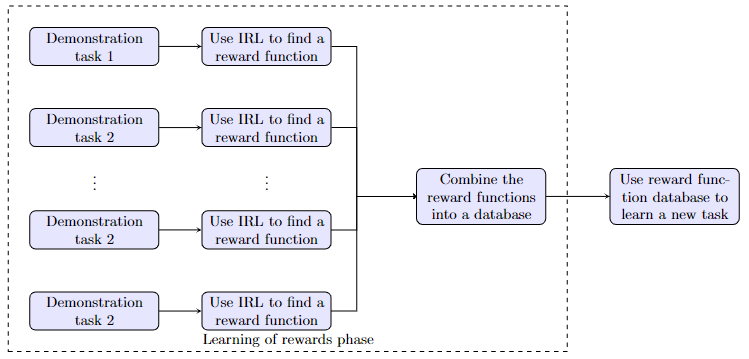 Demonstration
task 1
Use IRL to find a
reward function
Demonstration
task 2
Use IRL to find a
reward function
⋮
⋮
Demonstration
task 2
Use IRL to find a
reward function
Demonstration
task 2
Use IRL to find a
reward function
Combine the
reward functions
into a database
Use reward func-
tion database to
learn a new task
Learning of rewards phase